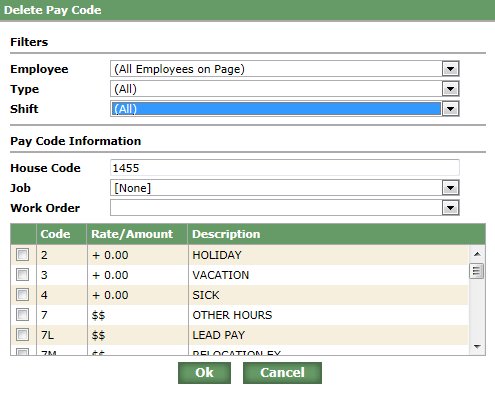 Delete Pay Code
Filters
Employee (All Employees on Page)
Type (All)
Shift (All)
Pay Code Information
House Code 1455
Job [None]
Work Order
Code Rate/Amount Description
2 + 0.00 HOLIDAY
3 + 0.00 VACATION
4 + 0.00 SICK
7 $$ OTHER HOURS
7L $$ LEAD PAY
7M $$ RELOCATION EX
Ok Cancel